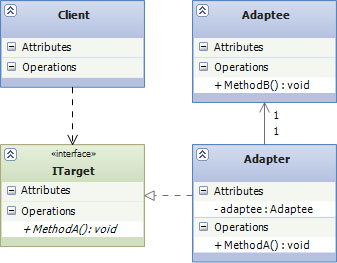 Client
Attributes
Operations
Adaptee
Attributes
Operations
+ MethodB() : void
1
1
«interface»
ITarget
Attributes
Operations
+ MethodA() : void
Adapter
Attributes
- adaptee : Adaptee
Operations
+ MethodA() : void